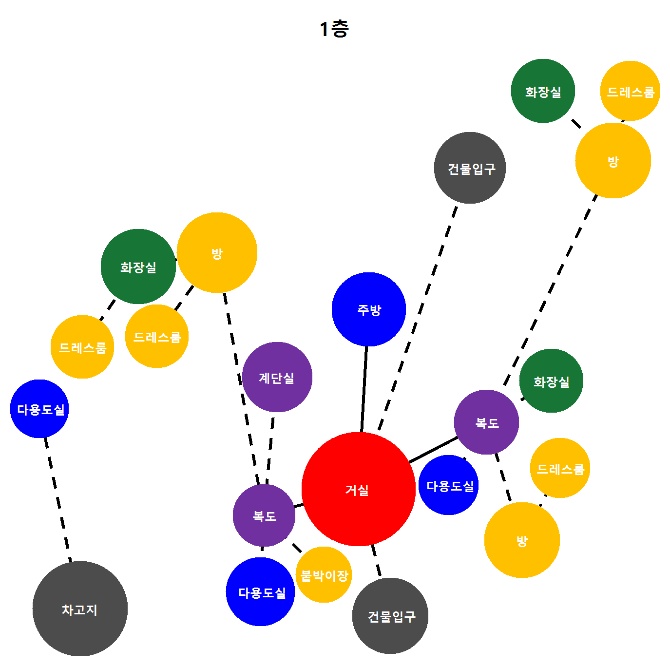 1층
화장실
드레스룸
방
건물입구
방
화장실
주방
드레스룸
드레스룸
계단실
화장실
다용도실
복도
드레스룸
거실
다용도실
복도
방
붙박이장
다용도실
차고지
건물입구